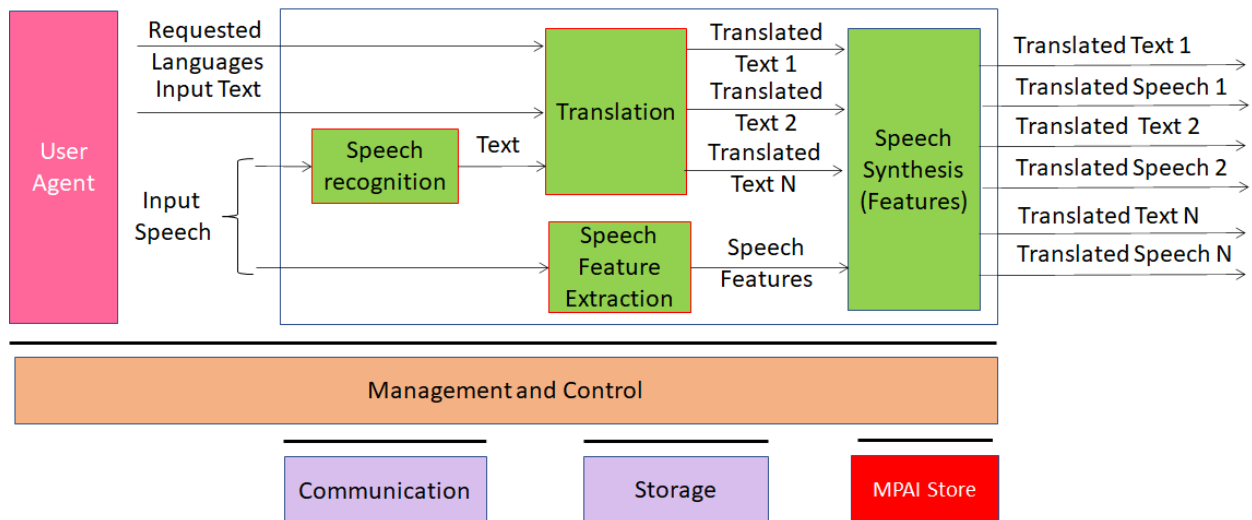 Requested
Languages
Input Text
User
Agent
Input
Speech
Speech
recognition
Text
Translation
Speech
Feature
Extraction
Translated
Text 1
Translated
Text 2
Translated
Text N
Speech
Features
Speech
Synthesis
(Features)
Translated Text 1
Translated Speech 1
Translated Text 2
Translated Speech 2
Translated Text N
Translated Speech N
Management and Control
Communication
Storage
MPAI Store